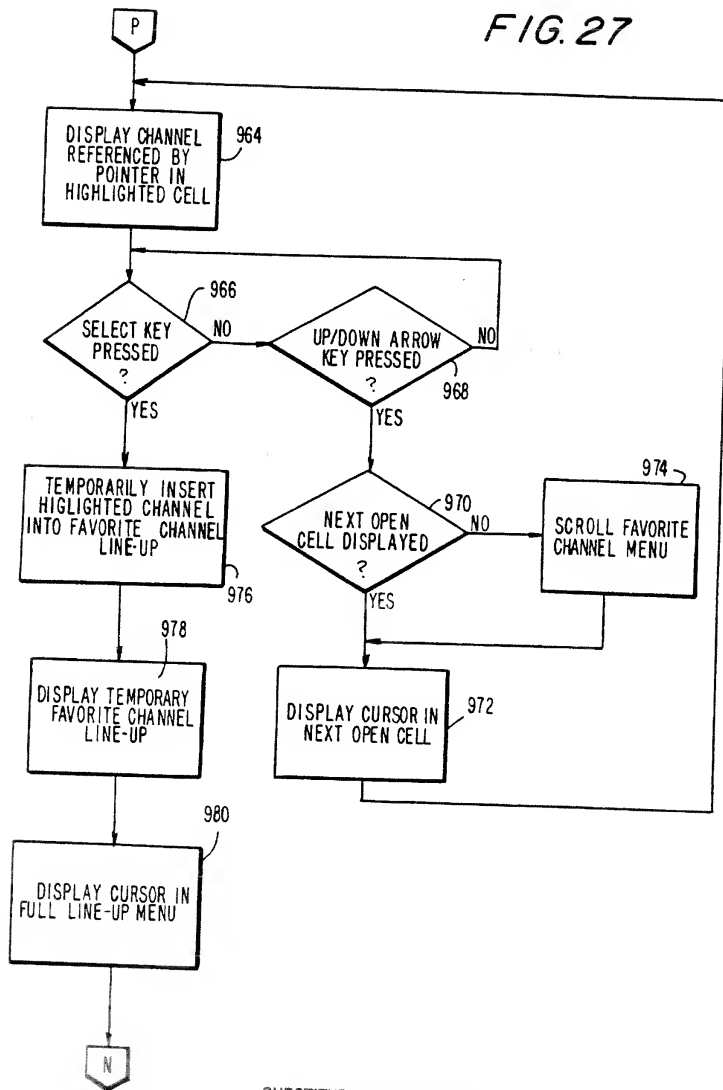 FIG. 27
P
DISPLAY CHANNEL
REFERENCED BY
POINTER IN
HIGHLIGHTED CELL
964
SELECT KEY
PRESSED
?
966
NO
YES
UP/DOWN ARROW
KEY PRESSED
?
968
NO
YES
TEMPORARILY INSERT
HIGLIGHTED CHANNEL
INTO FAVORITE CHANNEL
LINE-UP
976
NEXT OPEN
CELL DISPLAYED
?
970
NO
YES
974
SCROLL FAVORITE
CHANNEL MENU
978
DISPLAY TEMPORARY
FAVORITE CHANNEL
LINE-UP
DISPLAY CURSOR IN
NEXT OPEN CELL
972
980
DISPLAY CURSOR IN
FULL LINE-UP MENU
N